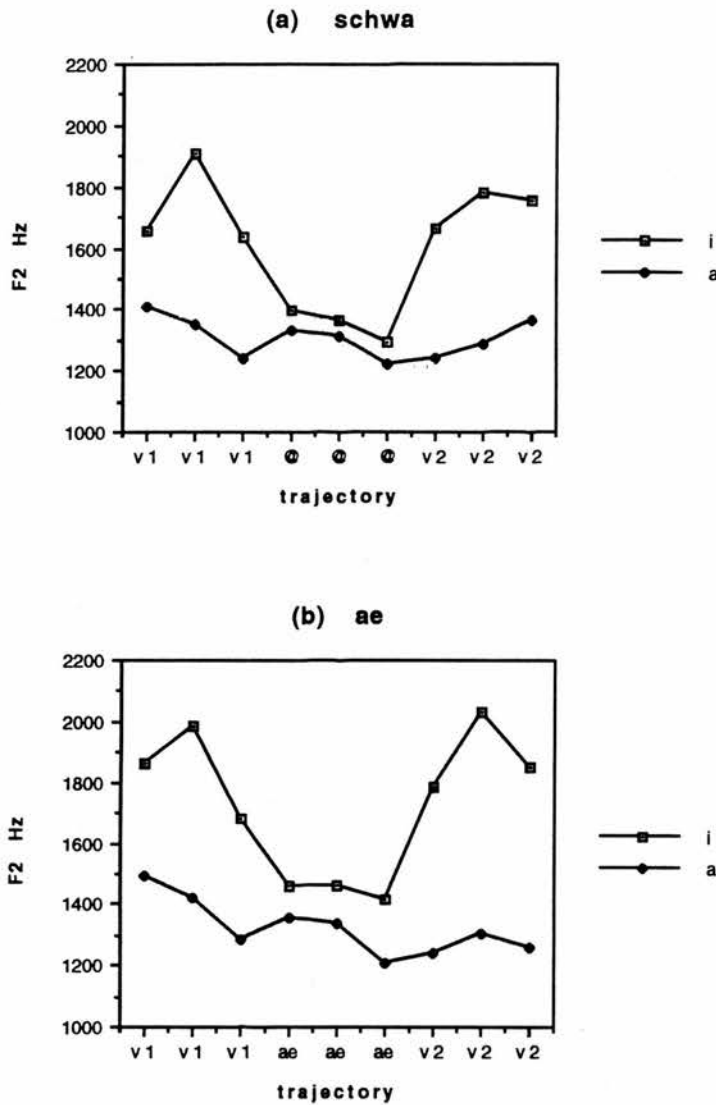 (a) schwa
2200
2000
1800
1600
1400
1200
1000
F2 Hz
v1 v1 v1 @ @ @ v2 v2 v2
trajectory
i
a
(b) ae
2200
2000
1800
1600
1400
1200
1000
F2 Hz
v1 v1 v1 ae ae ae v2 v2 v2
trajectory
i
a